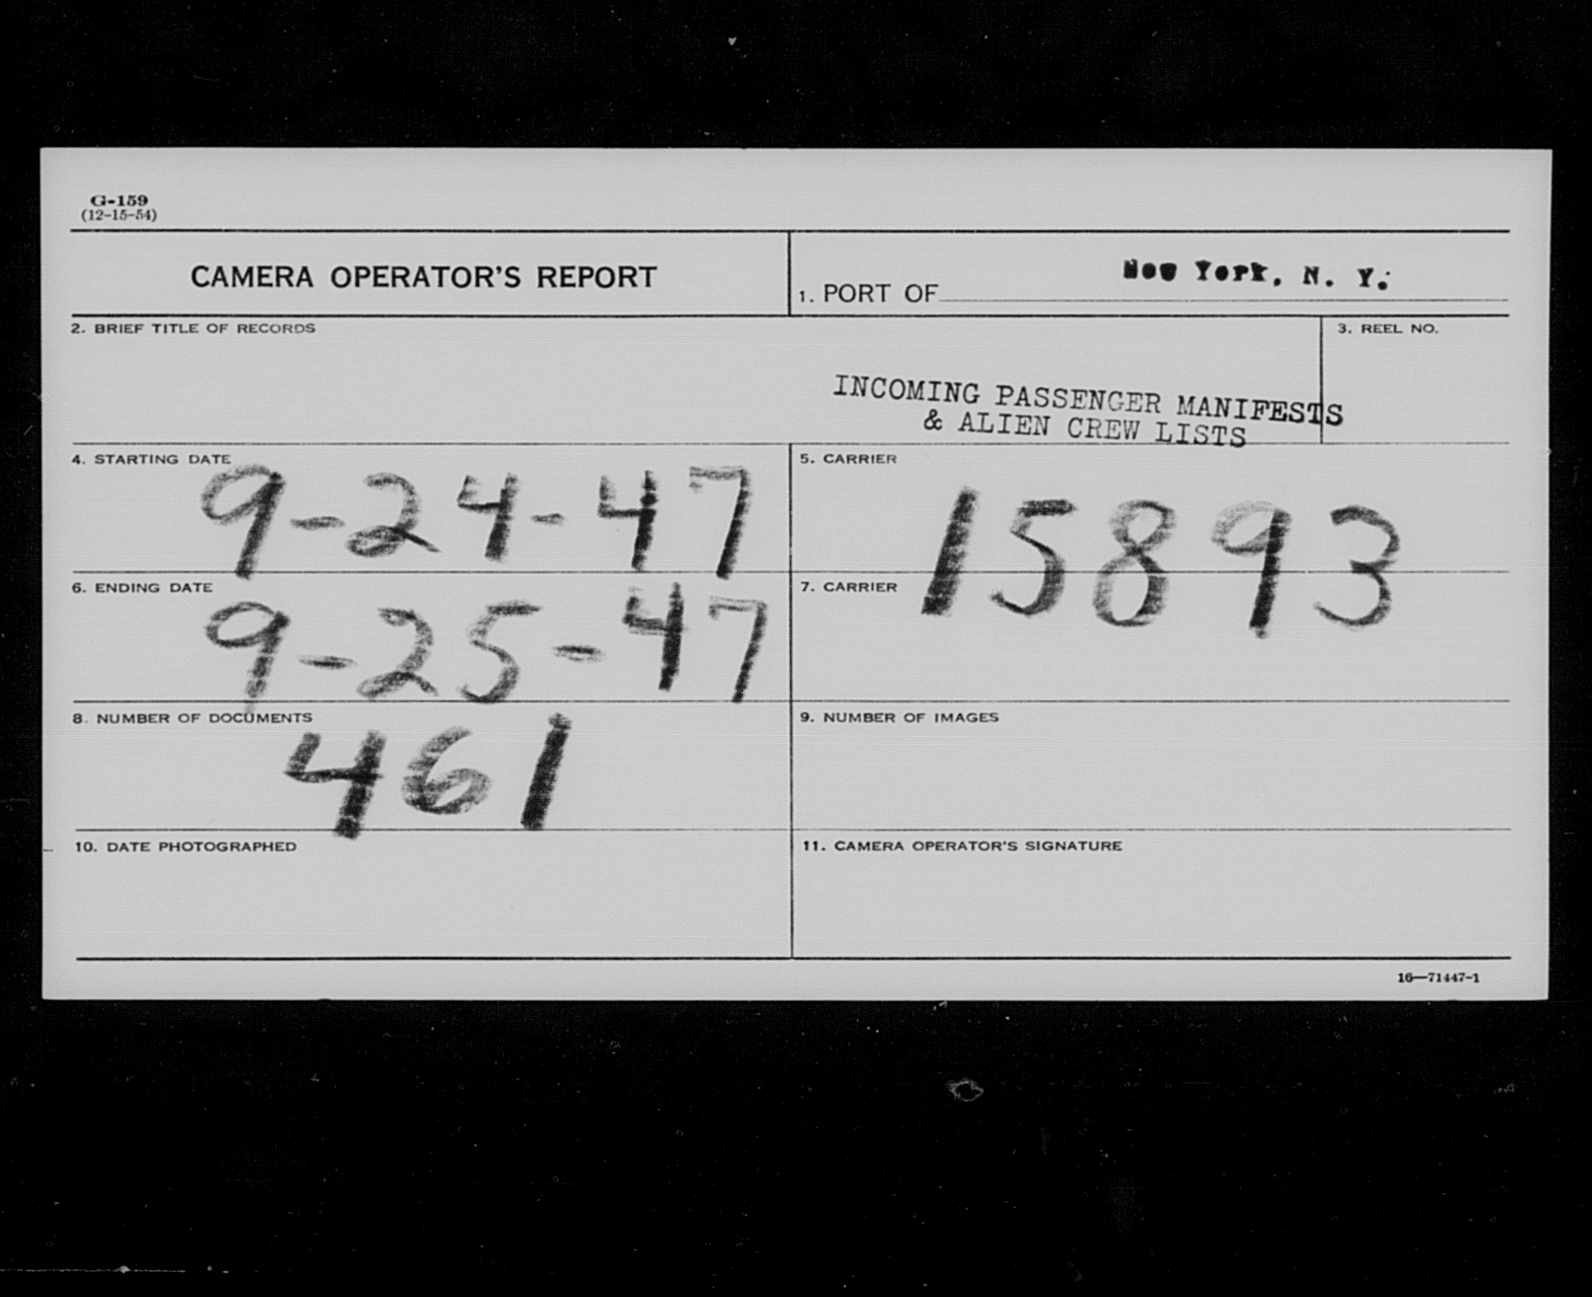 G-159
(12-15-54)
CAMERA OPERATOR'S REPORT
1. PORT OF New York, N. Y.
2. BRIEF TITLE OF RECORDS
3. REEL NO.
INCOMING PASSENGER MANIFESTS
& ALIEN CREW LISTS
4. STARTING DATE
9-24-47
5. CARRIER
15893
6. ENDING DATE
9-25-47
7. CARRIER
8. NUMBER OF DOCUMENTS
461
9. NUMBER OF IMAGES
10. DATE PHOTOGRAPHED
11. CAMERA OPERATOR'S SIGNATURE
16—71447-1